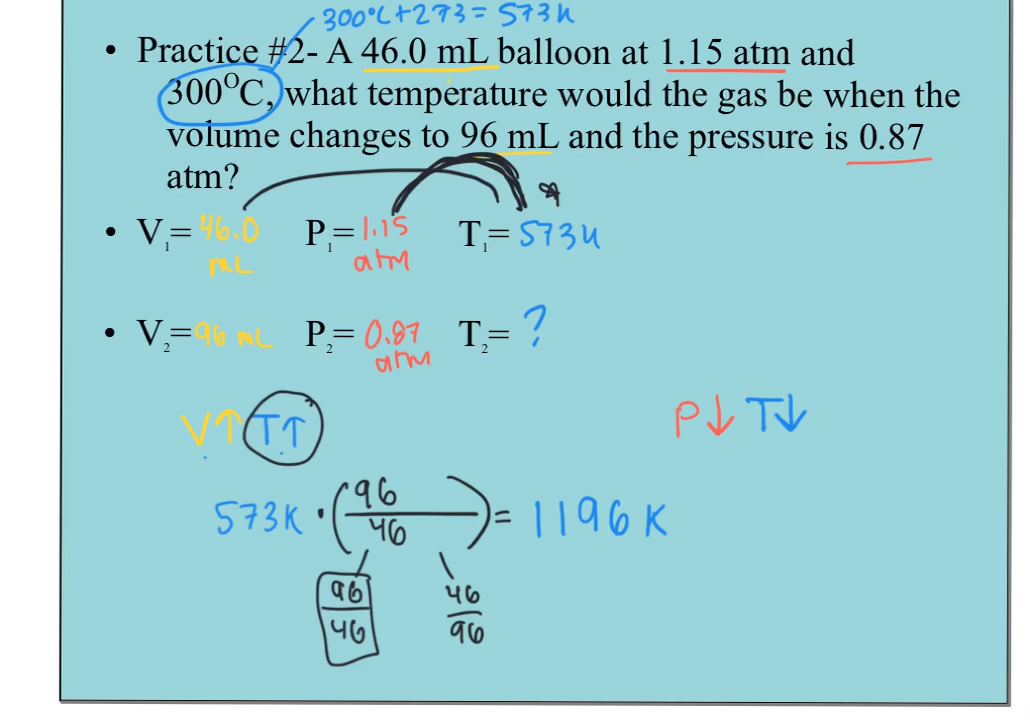 300°C+273 = 573K
• Practice #2- A 46.0 mL balloon at 1.15 atm and
300°C, what temperature would the gas be when the
volume changes to 96 mL and the pressure is 0.87
atm?
• V₁= 46.0 mL P₁= 1.15 atm T₁= 573K
• V₂= 96 mL P₂= 0.87 atm T₂= ?
V↑ T↑ P↓ T↓
573K · (96/46) = 1196 K
96/46 46/96